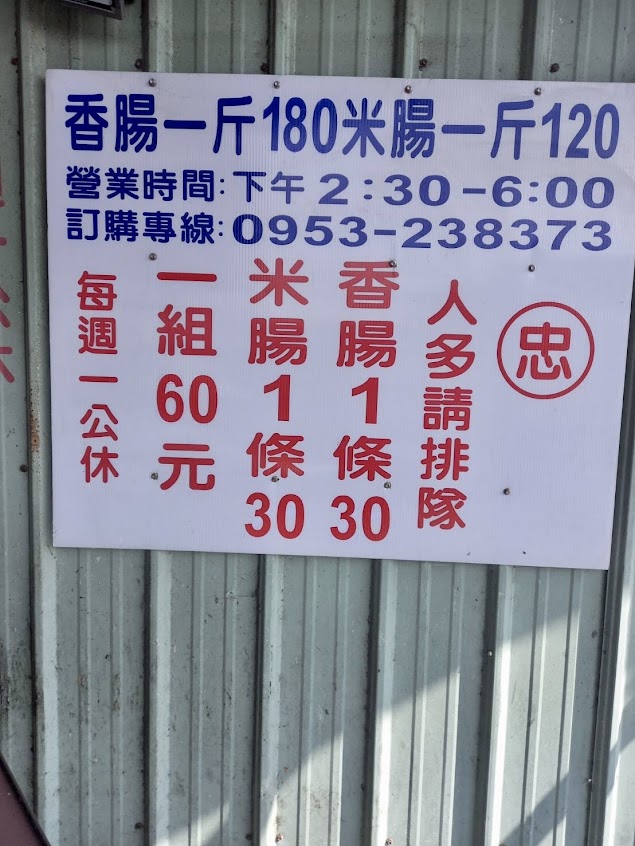 香腸一斤180米腸一斤120
營業時間:下午2:30-6:00
訂購專線:0953-238373
忠
人多請排隊
香腸1條30
米腸1條30
一組60元
每週一公休